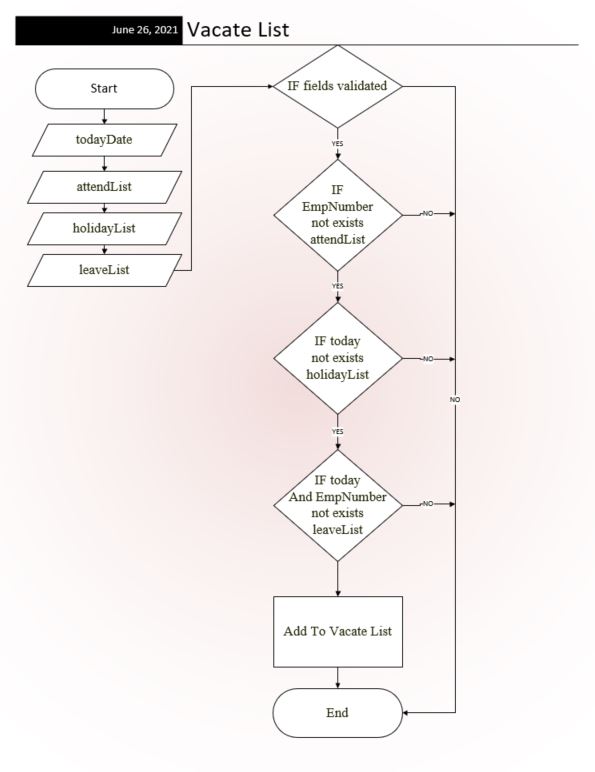 June 26, 2021
Vacate List
Start
todayDate
attendList
holidayList
leaveList
IF fields validated
YES
IF
EmpNumber
not exists
attendList
NO
YES
IF today
not exists
holidayList
NO
NO
YES
IF today
And EmpNumber
not exists
leaveList
NO
Add To Vacate List
End